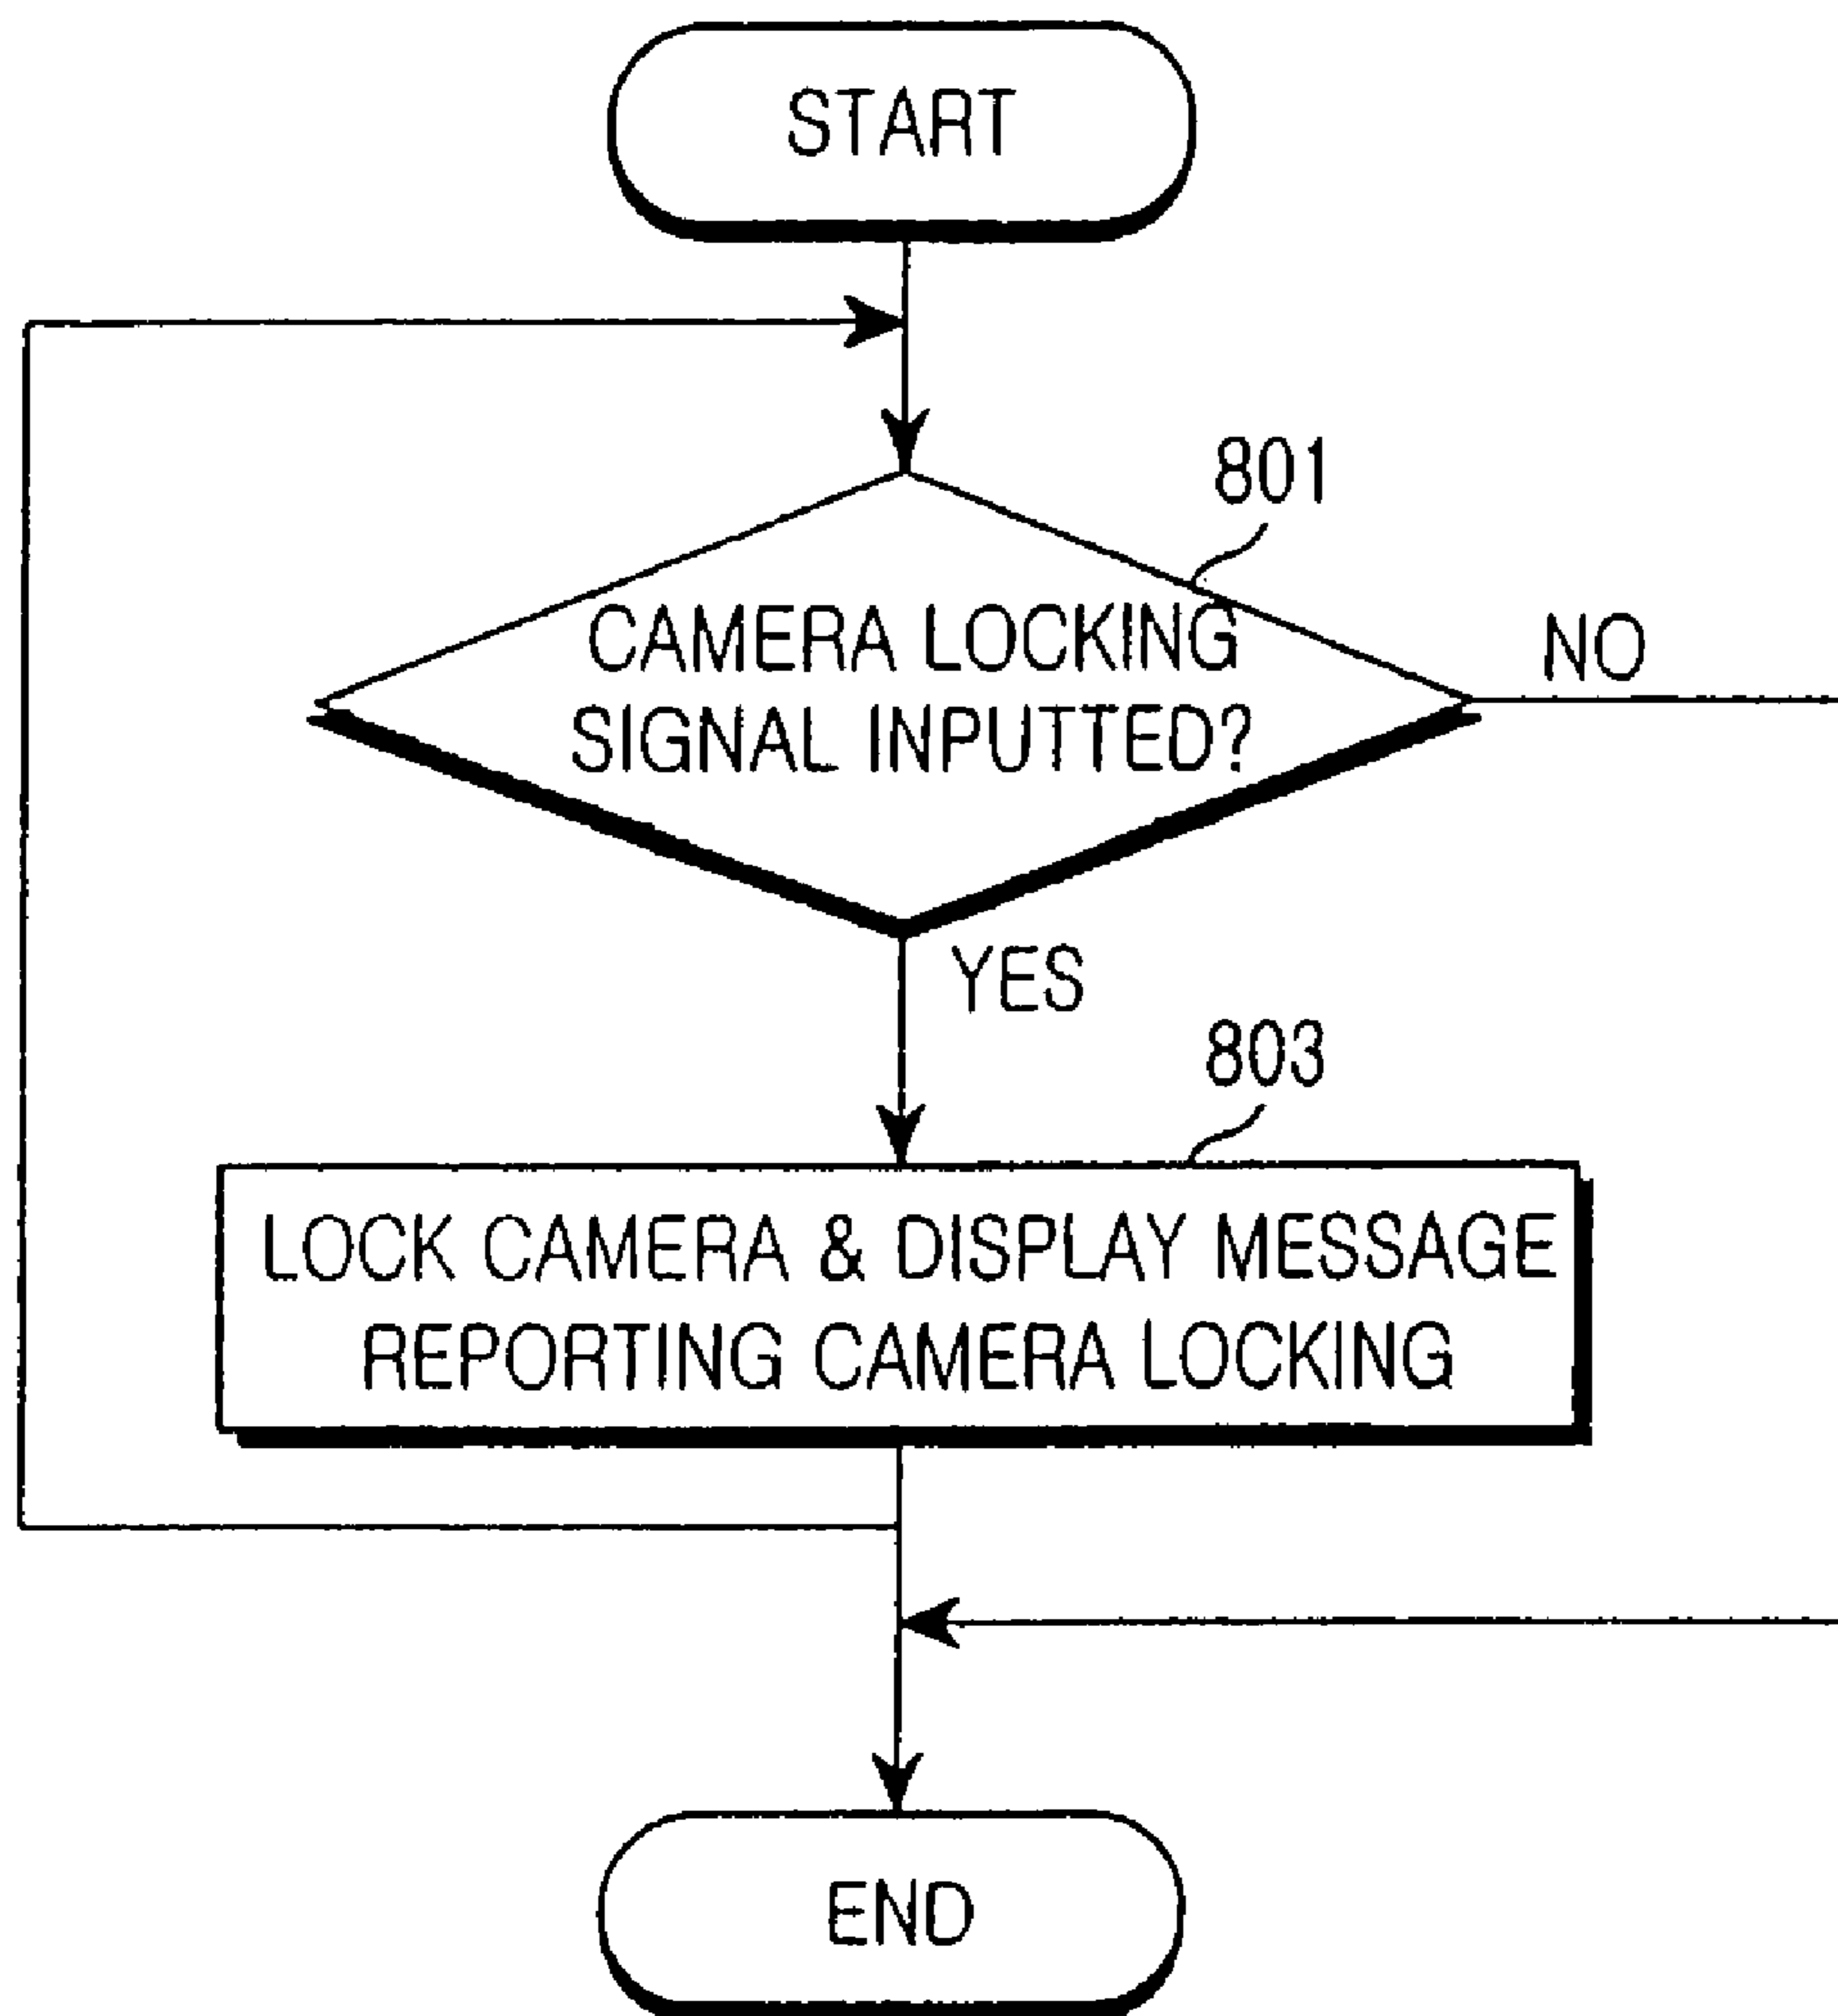 START
801
CAMERA LOCKING
SIGNAL INPUTTED?
NO
YES
803
LOCK CAMERA & DISPLAY MESSAGE
REPORTING CAMERA LOCKING
END